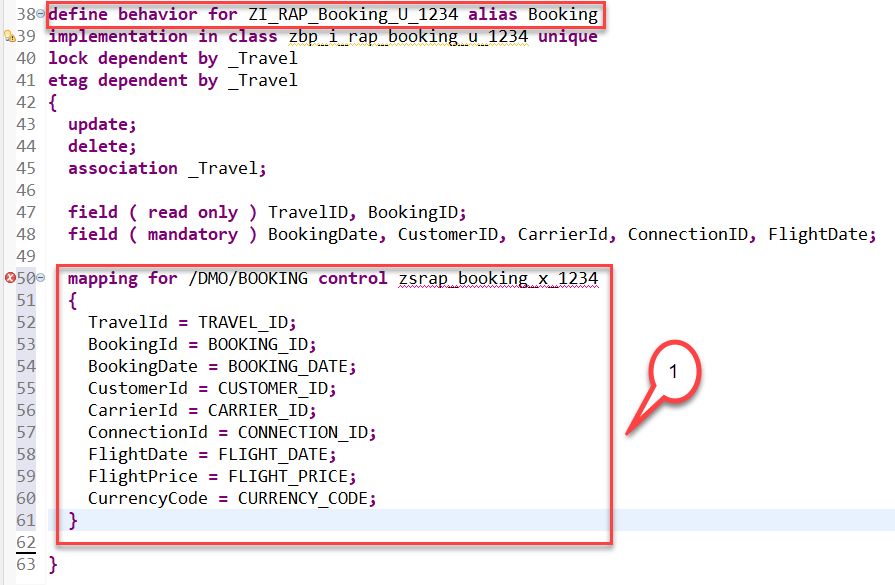 38 define behavior for ZI_RAP_Booking_U_1234 alias Booking
39 implementation in class zbp_i_rap_booking_u_1234 unique
40 lock dependent by _Travel
41 etag dependent by _Travel
42 {
43 update;
44 delete;
45 association _Travel;
46
47 field ( read only ) TravelID, BookingID;
48 field ( mandatory ) BookingDate, CustomerID, CarrierId, ConnectionID, FlightDate;
49
50 mapping for /DMO/BOOKING control zsrap_booking_x_1234
51 {
52 TravelId = TRAVEL_ID;
53 BookingId = BOOKING_ID;
54 BookingDate = BOOKING_DATE;
55 CustomerId = CUSTOMER_ID;
56 CarrierId = CARRIER_ID;
57 ConnectionId = CONNECTION_ID;
58 FlightDate = FLIGHT_DATE;
59 FlightPrice = FLIGHT_PRICE;
60 CurrencyCode = CURRENCY_CODE;
61 }
62
63 }
1